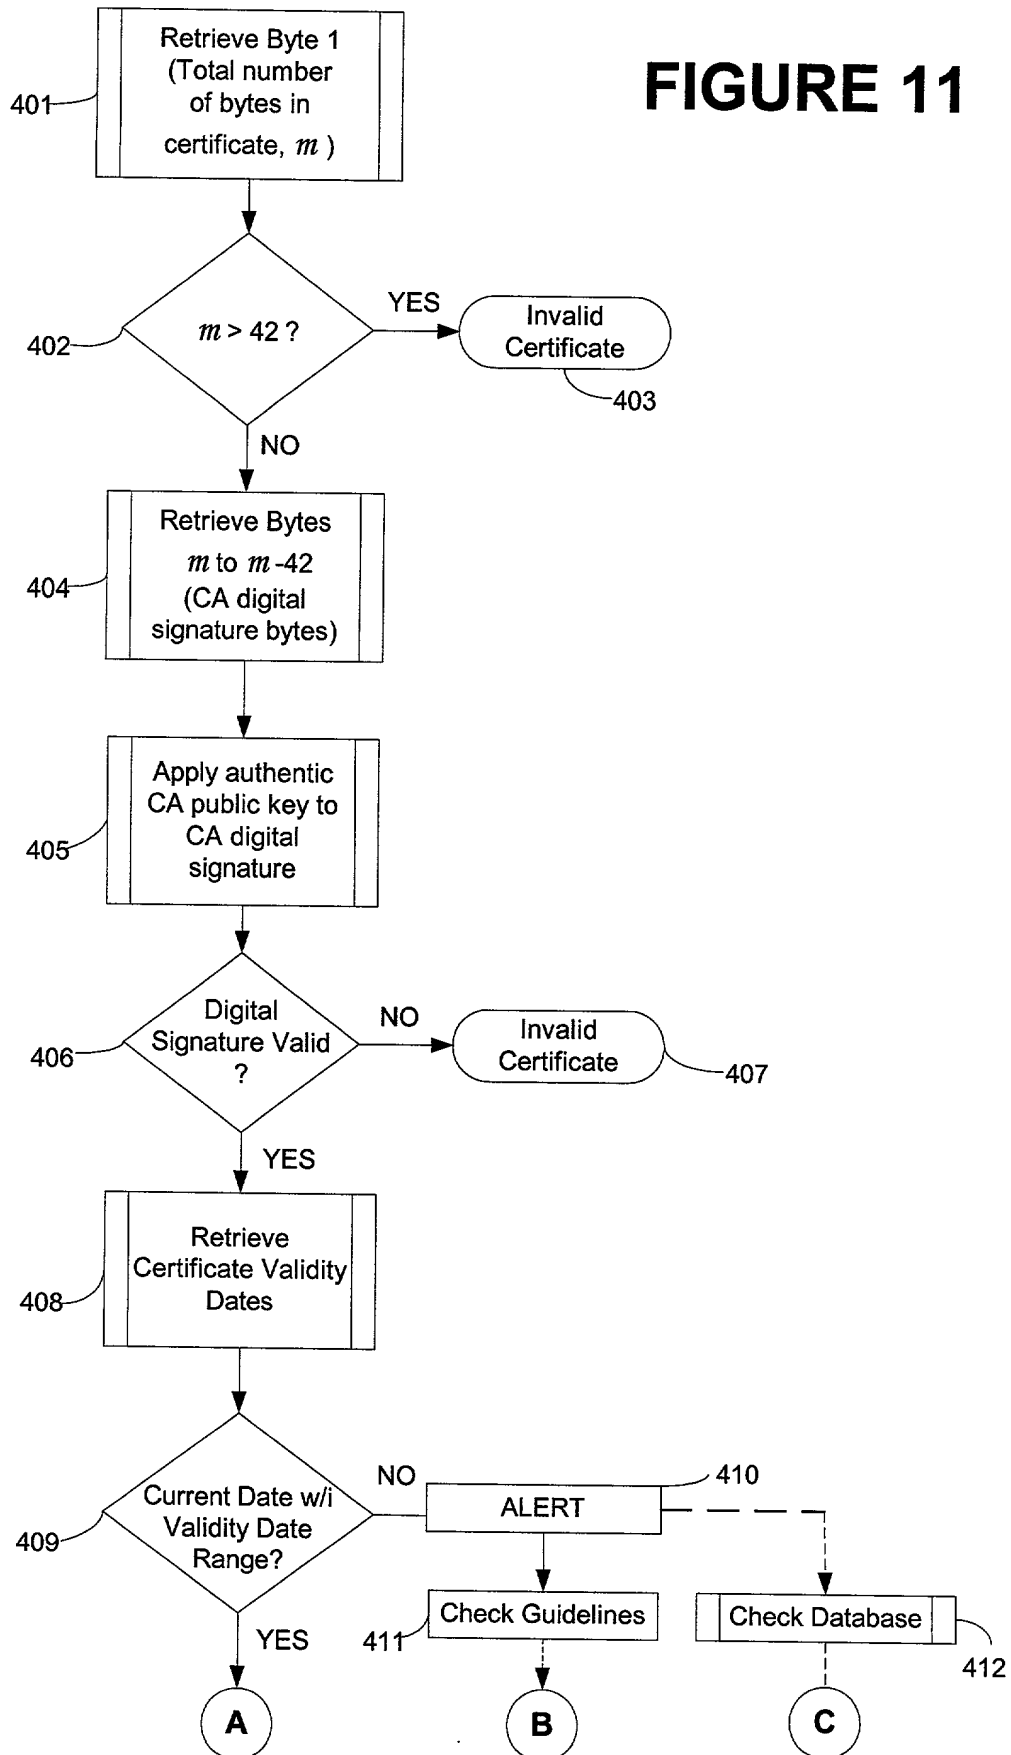 FIGURE 11
Retrieve Byte 1
(Total number
of bytes in
certificate, m )
401
m > 42 ?
402
YES
Invalid
Certificate
403
NO
Retrieve Bytes
m to m -42
(CA digital
signature bytes)
404
Apply authentic
CA public key to
CA digital
signature
405
Digital
Signature Valid
?
406
NO
Invalid
Certificate
407
YES
Retrieve
Certificate Validity
Dates
408
Current Date w/i
Validity Date
Range?
409
NO
ALERT
410
Check Guidelines
411
Check Database
412
YES
A
B
C